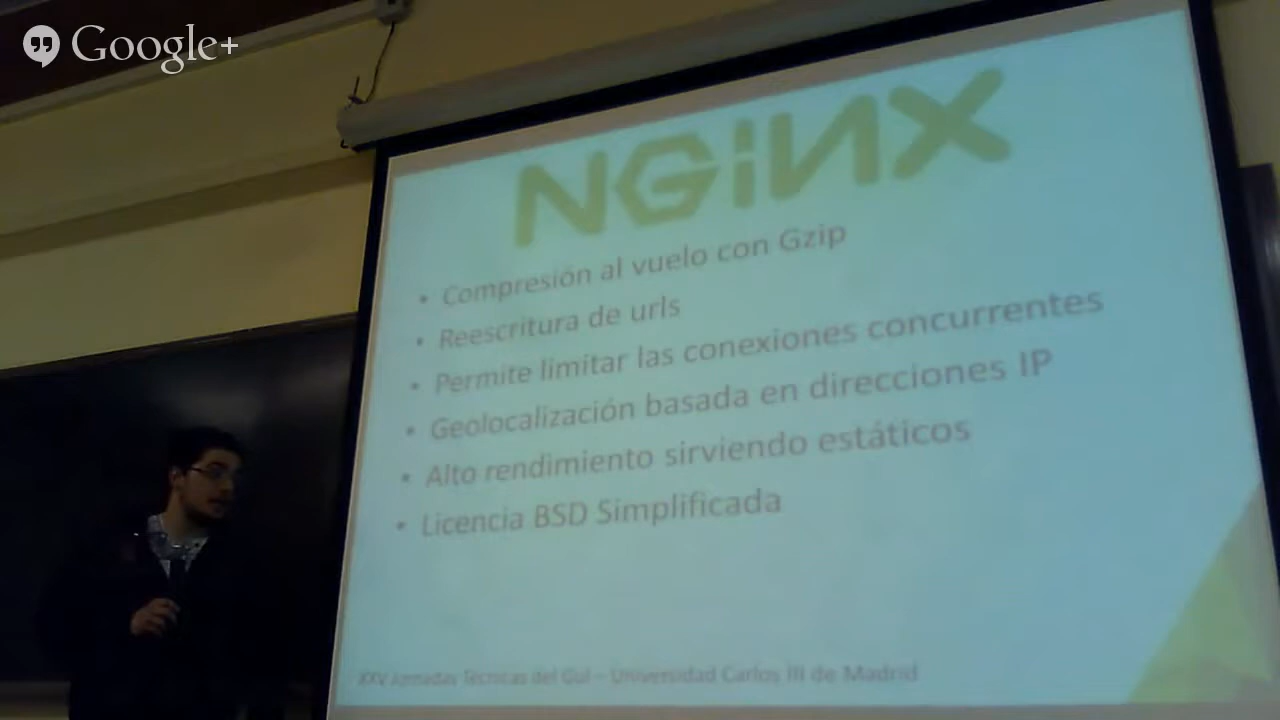 Google+
NGiNX
• Compresión al vuelo con Gzip
• Reescritura de urls
• Permite limitar las conexiones concurrentes
• Geolocalización basada en direcciones IP
• Alto rendimiento sirviendo estáticos
• Licencia BSD Simplificada
XXV Jornadas Técnicas del Gul – Universidad Carlos III de Madrid